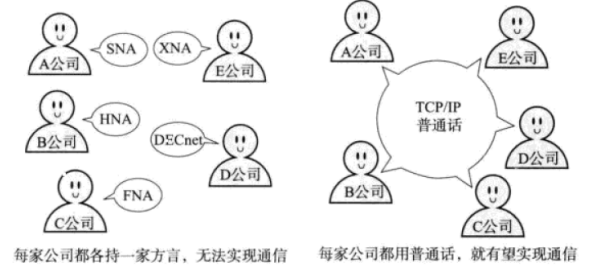 A公司
SNA
XNA
E公司
HNA
B公司
DECnet
D公司
FNA
C公司
每家公司都各持一家方言，无法实现通信
A公司
E公司
TCP/IP
普通话
D公司
B公司
C公司
每家公司都用普通话，就有望实现通信